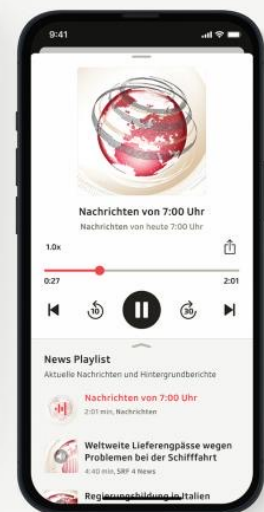 9:41
Nachrichten von 7:00 Uhr
Nachrichten von heute 7:00 Uhr
1.0x
0:27
2:01
10
30
News Playlist
Aktuelle Nachrichten und Hintergrundberichte
Nachrichten von 7:00 Uhr
2:01 min, Nachrichten
Weltweite Lieferengpässe wegen
Problemen bei der Schifffahrt
4:40 min, SRF 4 News
Regierungsbildung in Italien